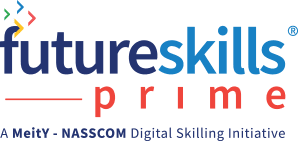 futureskills®
prime
A MeitY - NASSCOM Digital Skilling Initiative